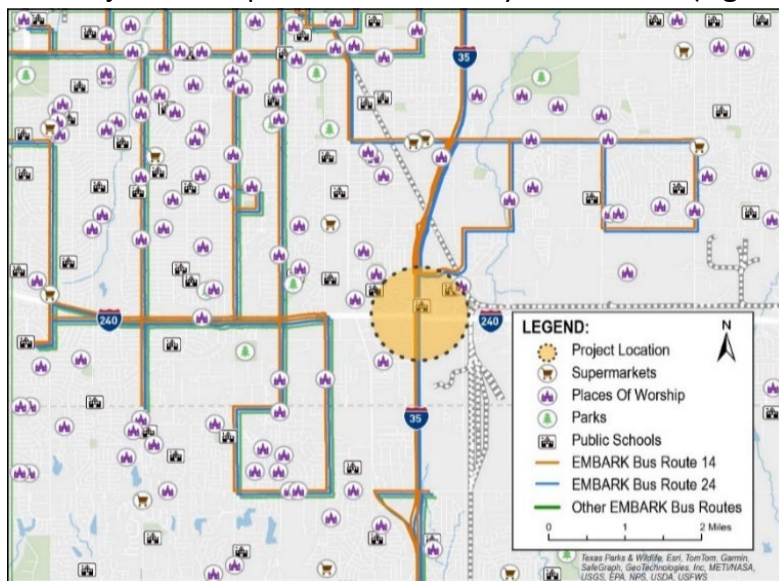 35
240
240
35
LEGEND:
N
Project Location
Supermarkets
Places Of Worship
Parks
Public Schools
EMBARK Bus Route 14
EMBARK Bus Route 24
Other EMBARK Bus Routes
0 1 2 Miles
Texas Parks & Wildlife, Esri, TomTom, Garmin,
SafeGraph, GeoTechnologies, Inc, METI/NASA,
USGS, EPA, NPS, USDA, USFWS